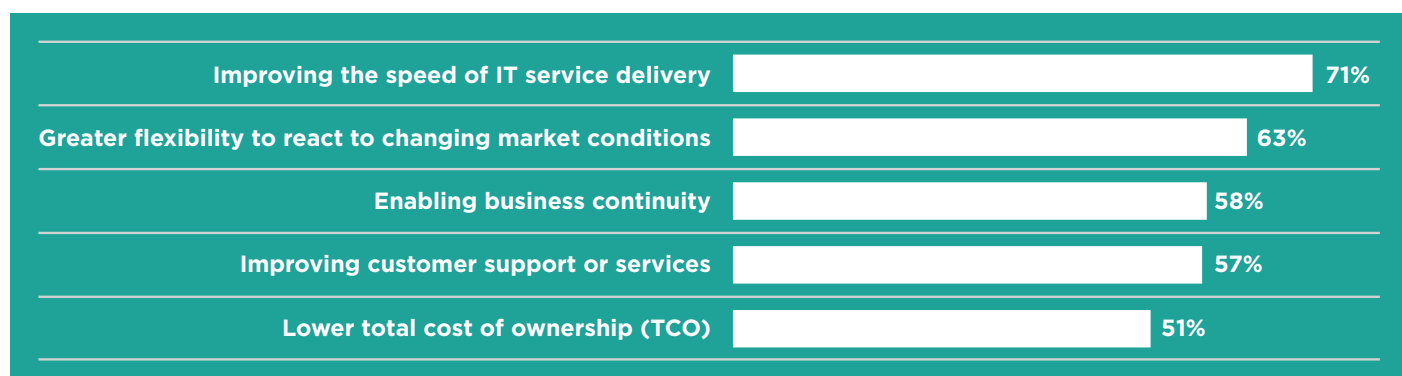 Improving the speed of IT service delivery 71%
Greater flexibility to react to changing market conditions 63%
Enabling business continuity 58%
Improving customer support or services 57%
Lower total cost of ownership (TCO) 51%